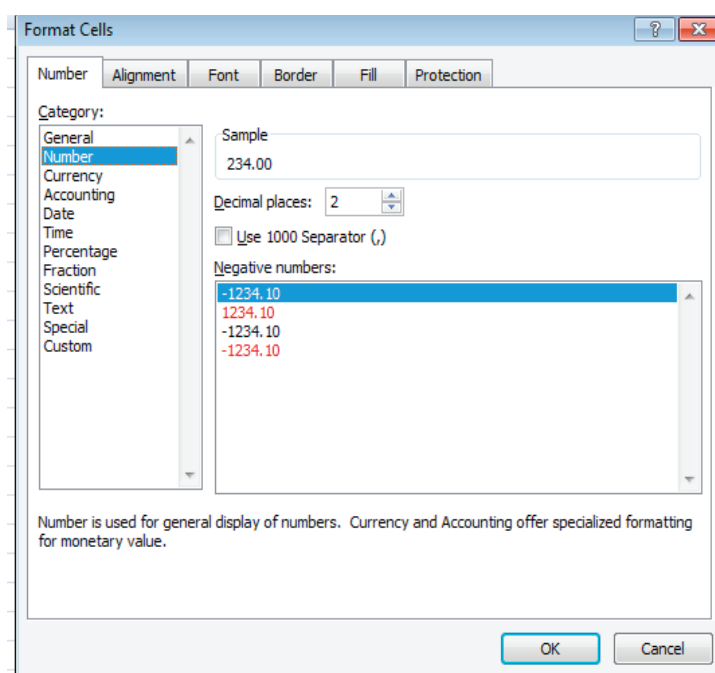 Format Cells
Number Alignment Font Border Fill Protection
Category:
General
Number
Currency
Accounting
Date
Time
Percentage
Fraction
Scientific
Text
Special
Custom
Sample
234.00
Decimal places: 2
Use 1000 Separator (,)
Negative numbers:
-1234.10
1234.10
-1234.10
-1234.10
Number is used for general display of numbers. Currency and Accounting offer specialized formatting
for monetary value.
OK Cancel